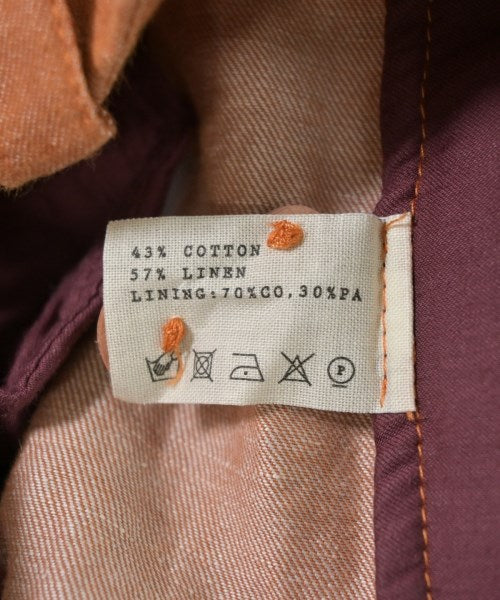 43% COTTON
57% LINEN
LINING:70%CO,30%PA
P